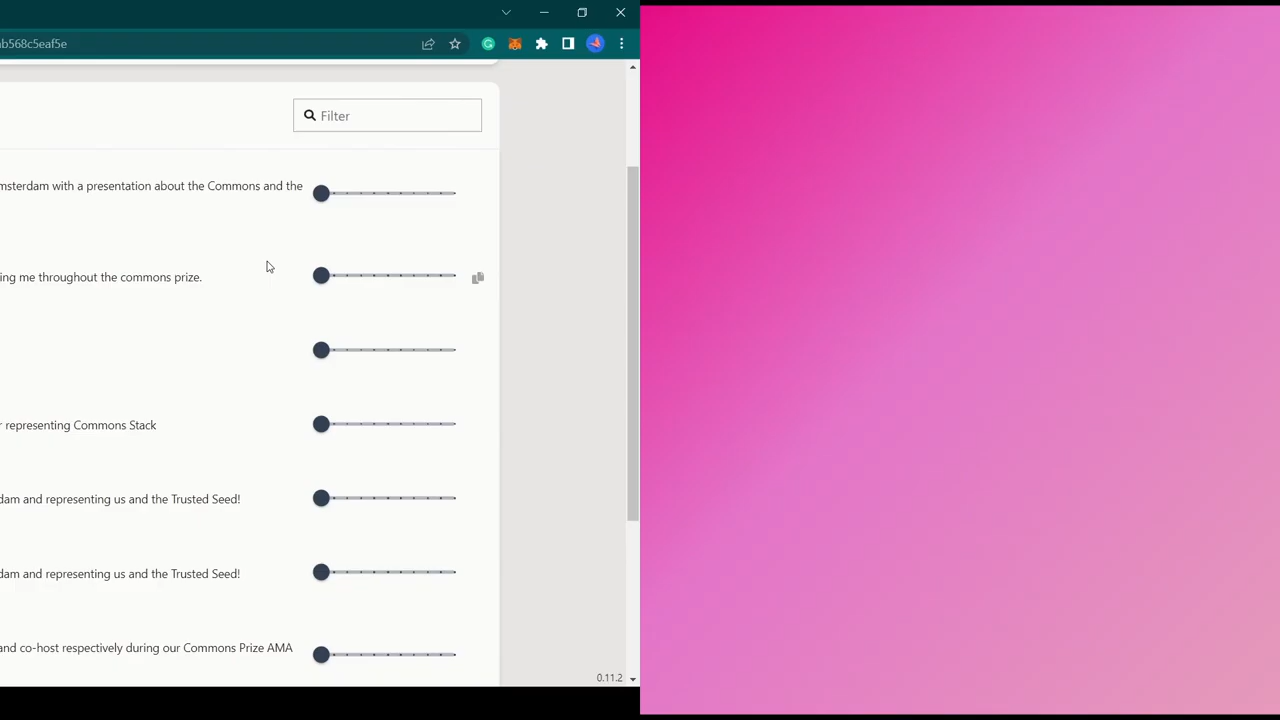 b568c5eaf5e
Filter
msterdam with a presentation about the Commons and the
ing me throughout the commons prize.
r representing Commons Stack
dam and representing us and the Trusted Seed!
dam and representing us and the Trusted Seed!
and co-host respectively during our Commons Prize AMA
0.11.2